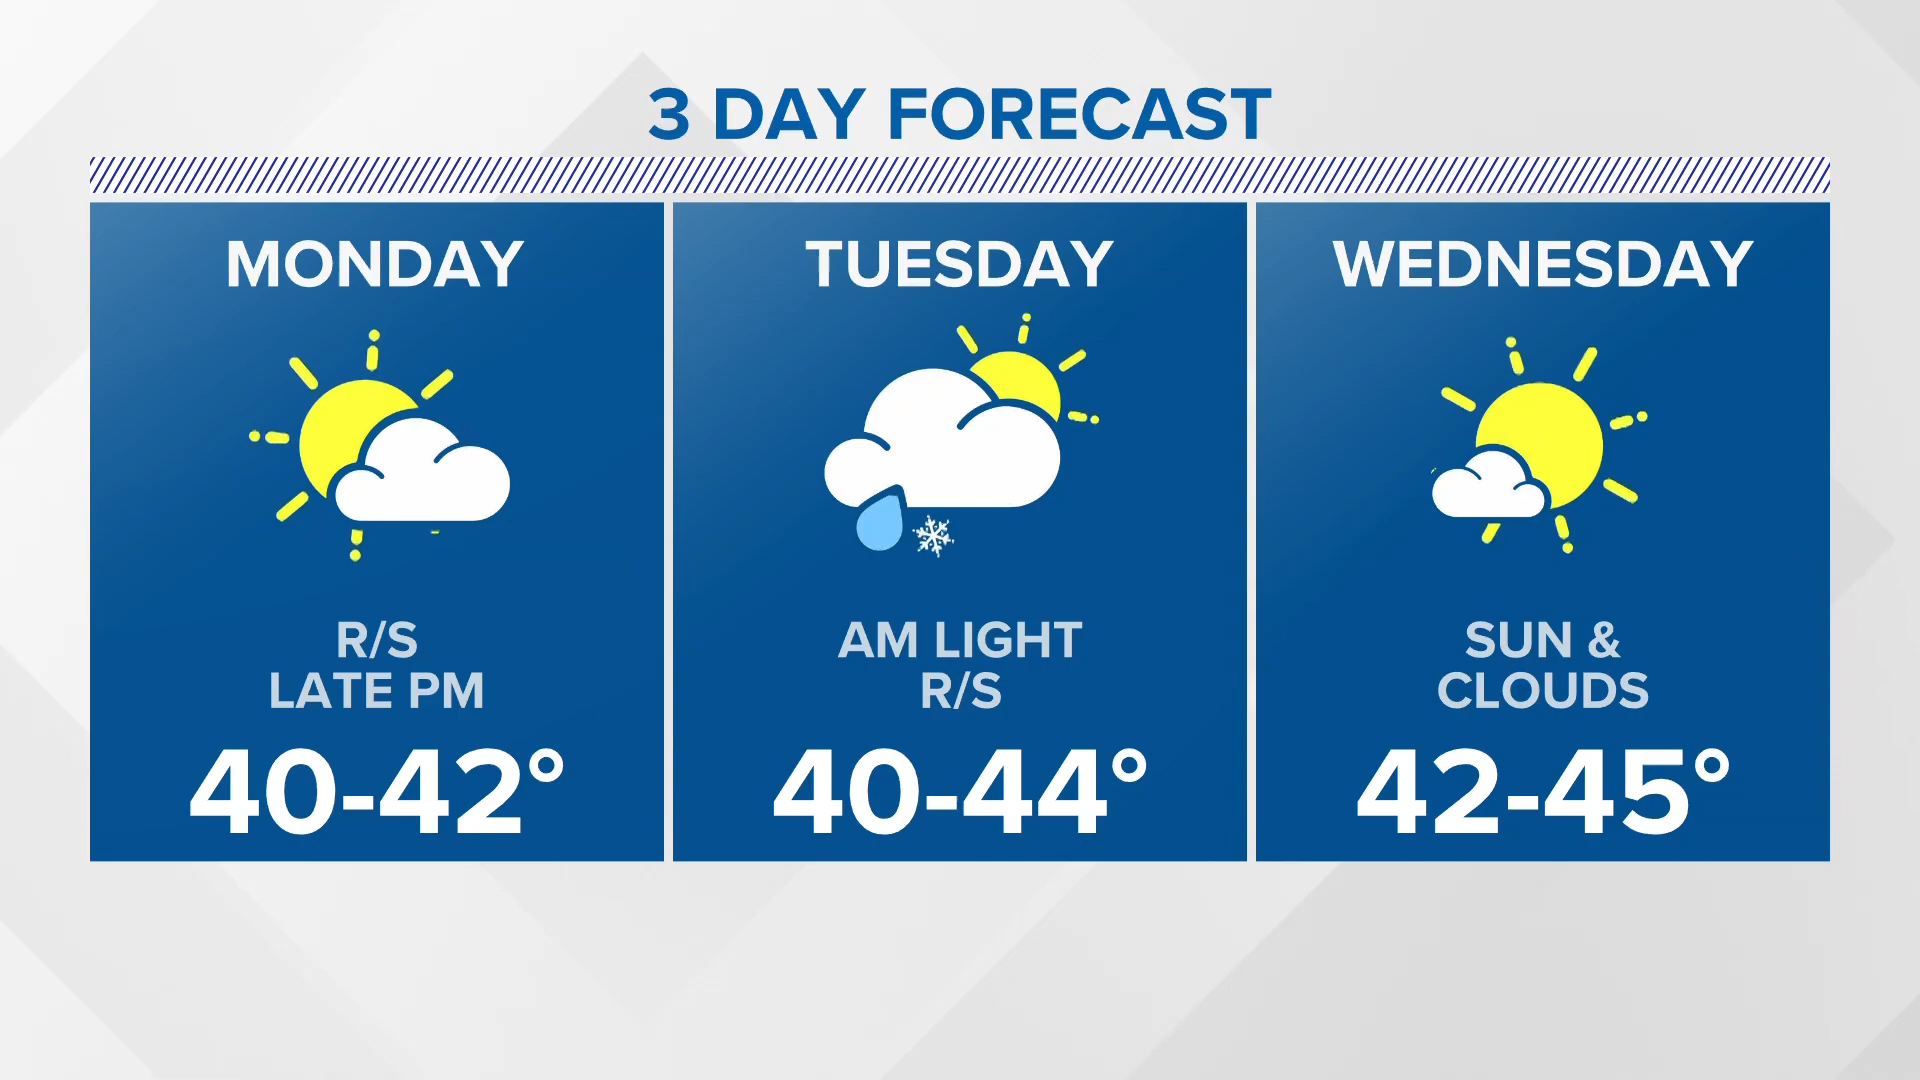 3 DAY FORECAST
MONDAY
R/S
LATE PM
40-42°
TUESDAY
AM LIGHT
R/S
40-44°
WEDNESDAY
SUN &
CLOUDS
42-45°